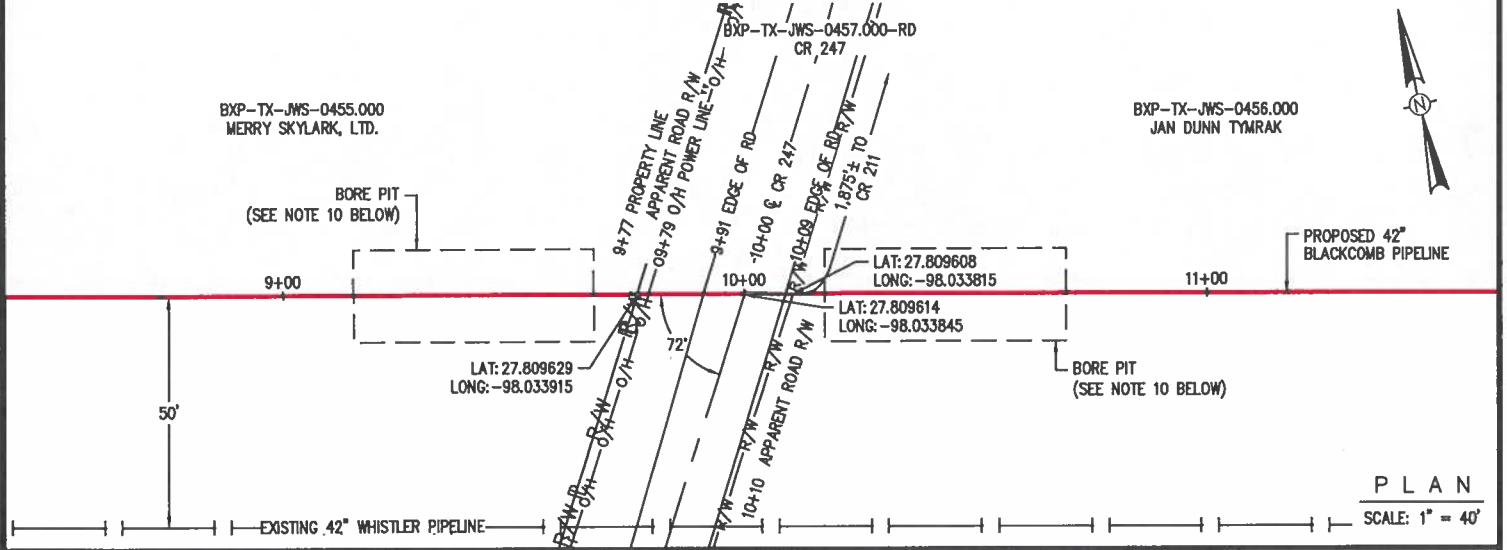 BXP-TX-JWS-0457.000-RD
CR 247
BXP-TX-JWS-0455.000
MERRY SKYLARK, LTD.
BXP-TX-JWS-0456.000
JAN DUNN TYMRAK
N
BORE PIT
(SEE NOTE 10 BELOW)
9+77 PROPERTY LINE
APPARENT ROAD R/W
09+79 O/H POWER LINE
O/H
9+91 EDGE OF RD
10+00 ℄ CR 247
10+09 EDGE OF RD
R/W
R/W
1,875'± TO
CR 211
PROPOSED 42"
BLACKCOMB PIPELINE
9+00
10+00
11+00
LAT: 27.809608
LONG: -98.033815
LAT: 27.809614
LONG: -98.033845
LAT: 27.809629
LONG: -98.033915
72°
R/W
O/H
O/H
R/W
O/H
R/W
O/H
R/W
R/W
R/W
R/W
10+10 APPARENT ROAD R/W
BORE PIT
(SEE NOTE 10 BELOW)
50'
EXISTING 42" WHISTLER PIPELINE
PLAN
SCALE: 1" = 40'